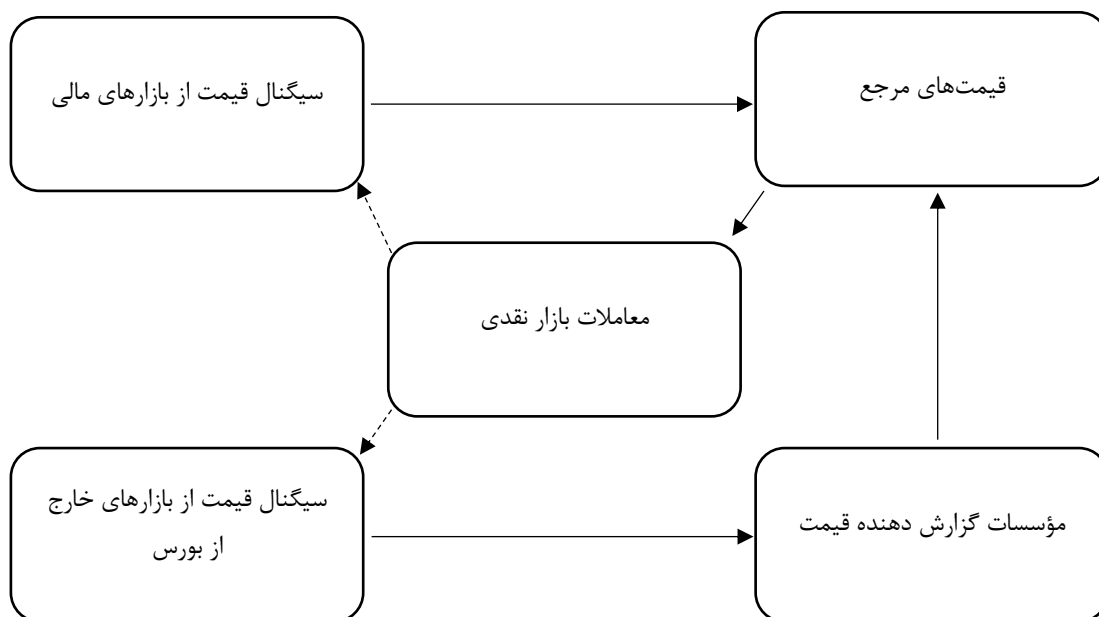 قیمت‌های مرجع
سیگنال قیمت از بازارهای مالی
معاملات بازار نقدی
مؤسسات گزارش دهنده قیمت
سیگنال قیمت از بازارهای خارج
از بورس